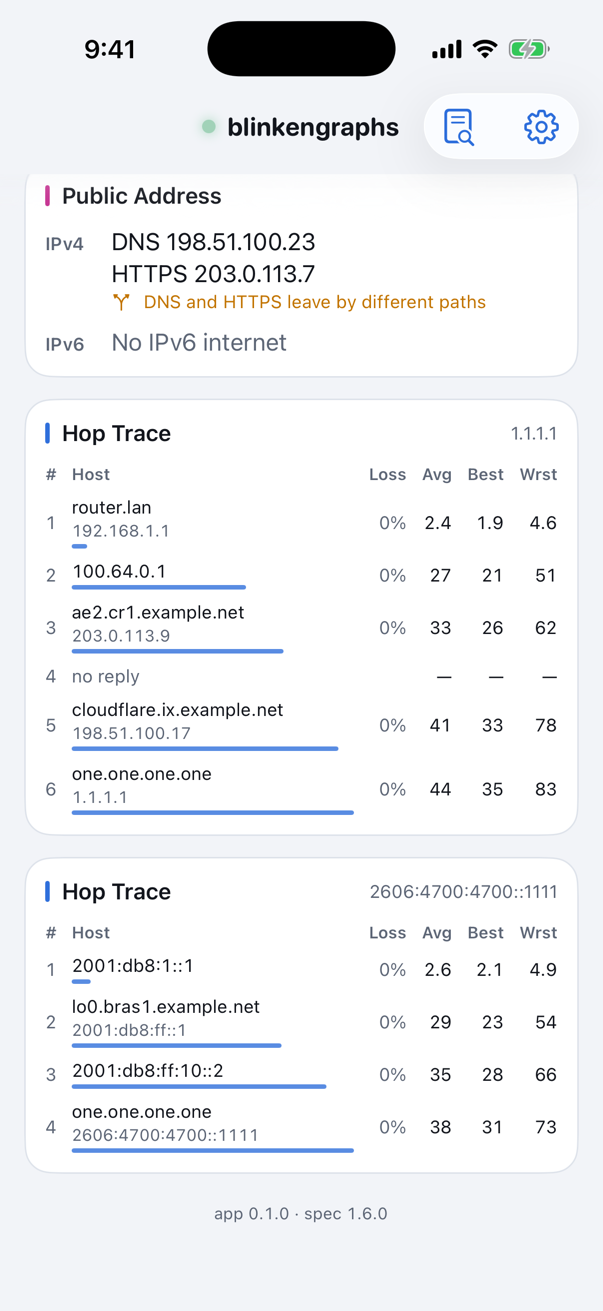 9:41
blinkengraphs
Public Address
IPv4 DNS 198.51.100.23
HTTPS 203.0.113.7
DNS and HTTPS leave by different paths
IPv6 No IPv6 internet
Hop Trace 1.1.1.1
# Host Loss Avg Best Wrst
1 router.lan 0% 2.4 1.9 4.6
192.168.1.1
2 100.64.0.1 0% 27 21 51
3 ae2.cr1.example.net 0% 33 26 62
203.0.113.9
4 no reply — — —
5 cloudflare.ix.example.net 0% 41 33 78
198.51.100.17
6 one.one.one.one 0% 44 35 83
1.1.1.1
Hop Trace 2606:4700:4700::1111
# Host Loss Avg Best Wrst
1 2001:db8:1::1 0% 2.6 2.1 4.9
2 lo0.bras1.example.net 0% 29 23 54
2001:db8:ff::1
3 2001:db8:ff:10::2 0% 35 28 66
4 one.one.one.one 0% 38 31 73
2606:4700:4700::1111
app 0.1.0 · spec 1.6.0